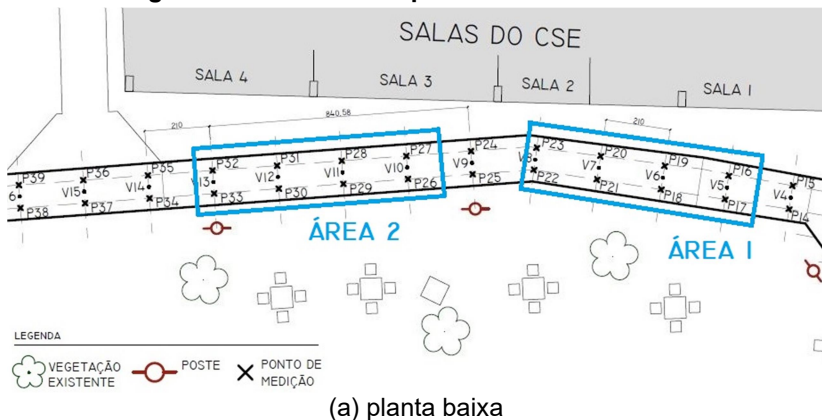 SALAS DO CSE
SALA 4
SALA 3
SALA 2
SALA 1
840.58
210
210
P39 P36 P35 P32 P31 P28 P27 P24 P23 P20 P19 P16 P15
6 V15 V14 V13 V12 V11 V10 V9 V8 V7 V6 V5 V4
P38 P37 P34 P33 P30 P29 P26 P25 P22 P21 P18 P17 P14
ÁREA 2
ÁREA 1
LEGENDA
VEGETAÇÃO EXISTENTE
POSTE
PONTO DE MEDIÇÃO
(a) planta baixa